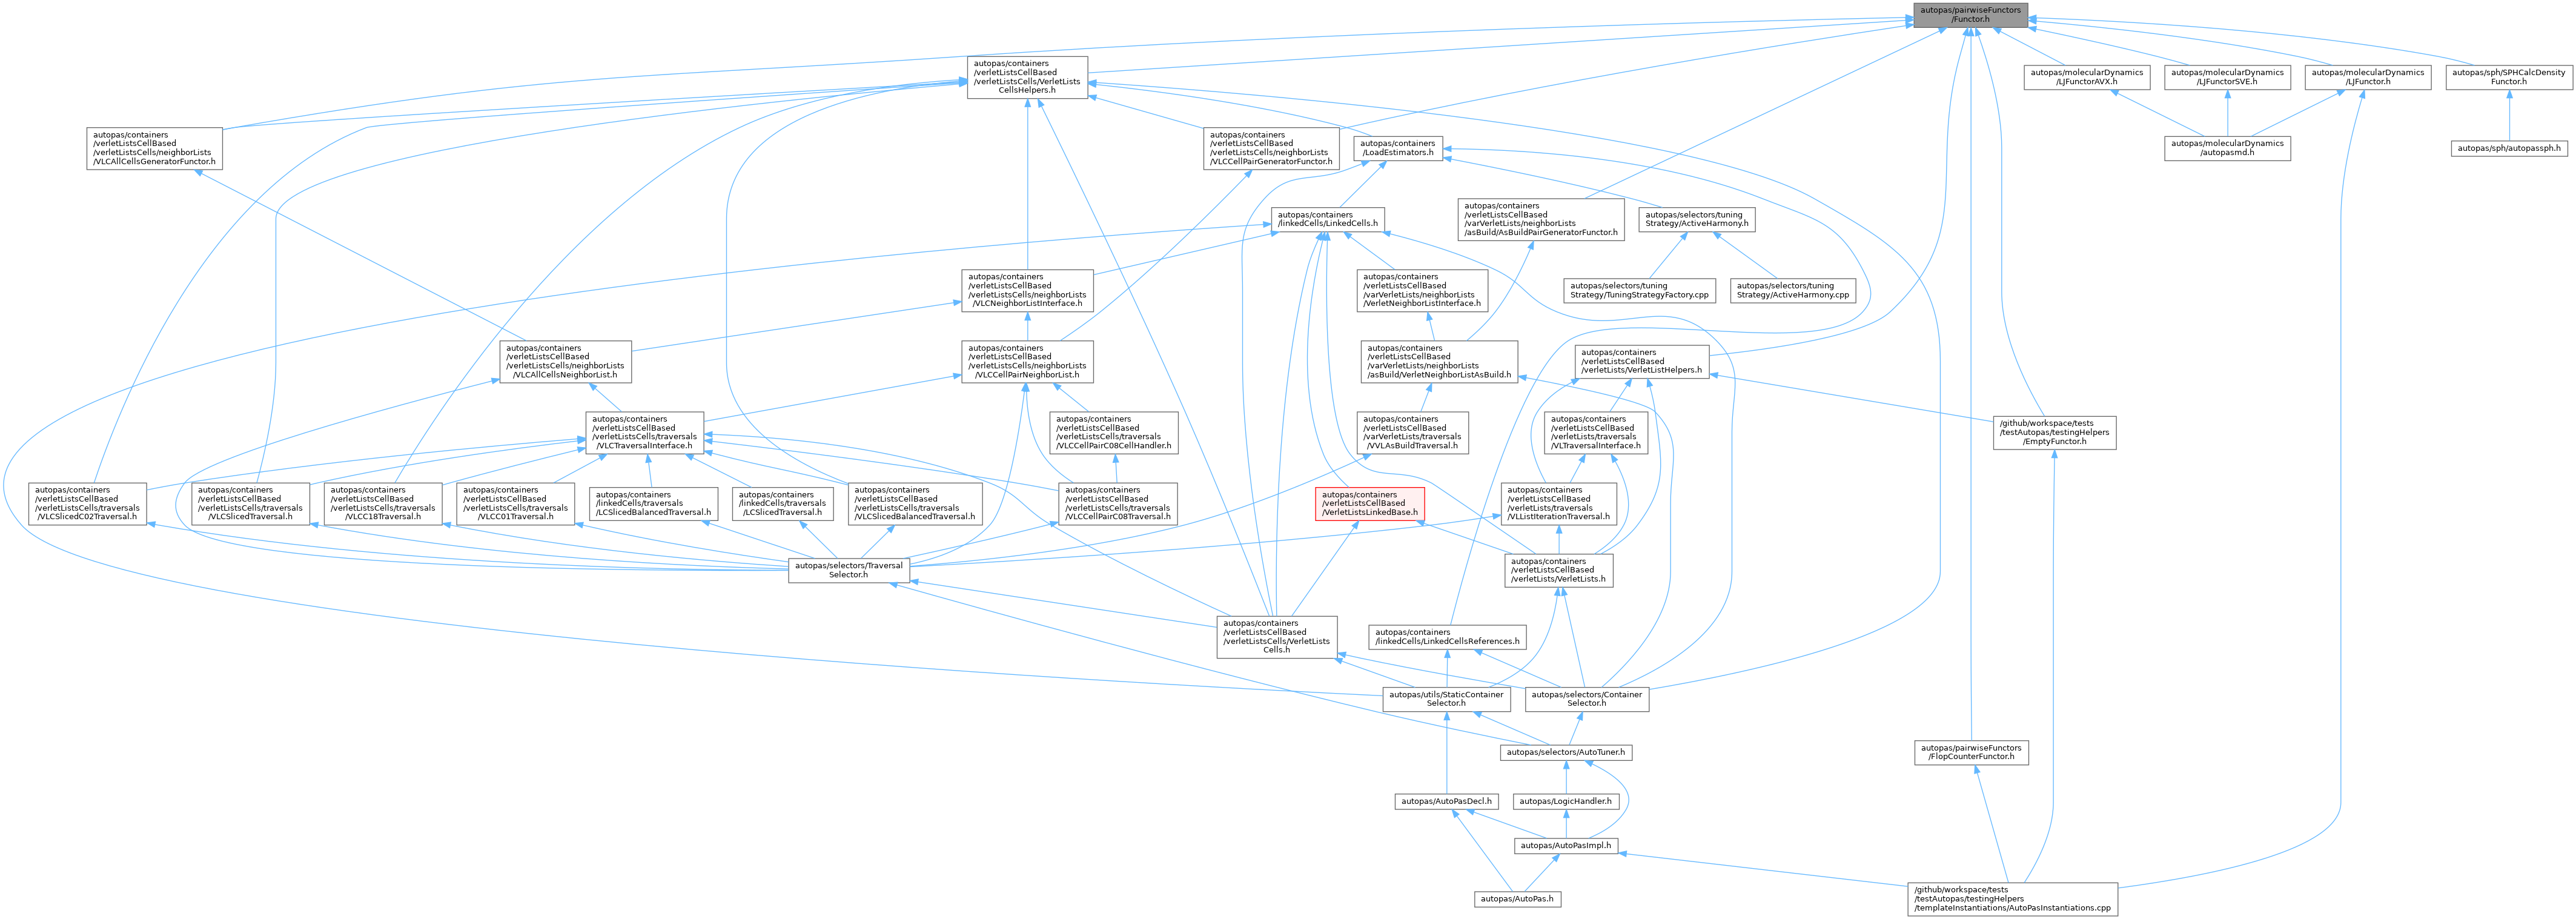 autopas/pairwiseFunctors
/Functor.h
autopas/containers
/verletListsCellBased
/verletListsCells/VerletLists
CellsHelpers.h
autopas/molecularDynamics
/LJFunctorAVX.h
autopas/molecularDynamics
/LJFunctorSVE.h
autopas/molecularDynamics
/LJFunctor.h
autopas/sph/SPHCalcDensity
Functor.h
autopas/containers
/verletListsCellBased
/verletListsCells/neighborLists
/VLCAllCellsGeneratorFunctor.h
autopas/containers
/verletListsCellBased
/verletListsCells/neighborLists
/VLCCellPairGeneratorFunctor.h
autopas/containers
/LoadEstimators.h
autopas/molecularDynamics
/autopasmd.h
autopas/sph/autopassph.h
autopas/containers
/linkedCells/LinkedCells.h
autopas/containers
/verletListsCellBased
/varVerletLists/neighborLists
/asBuild/AsBuildPairGeneratorFunctor.h
autopas/selectors/tuning
Strategy/ActiveHarmony.h
autopas/containers
/verletListsCellBased
/verletListsCells/neighborLists
/VLCNeighborListInterface.h
autopas/containers
/verletListsCellBased
/varVerletLists/neighborLists
/VerletNeighborListInterface.h
autopas/selectors/tuning
Strategy/TuningStrategyFactory.cpp
autopas/selectors/tuning
Strategy/ActiveHarmony.cpp
autopas/containers
/verletListsCellBased
/verletListsCells/neighborLists
/VLCAllCellsNeighborList.h
autopas/containers
/verletListsCellBased
/verletListsCells/neighborLists
/VLCCellPairNeighborList.h
autopas/containers
/verletListsCellBased
/varVerletLists/neighborLists
/asBuild/VerletNeighborListAsBuild.h
autopas/containers
/verletListsCellBased
/verletLists/VerletListHelpers.h
autopas/containers
/verletListsCellBased
/verletListsCells/traversals
/VLCTraversalInterface.h
autopas/containers
/verletListsCellBased
/verletListsCells/traversals
/VLCCellPairC08CellHandler.h
autopas/containers
/verletListsCellBased
/varVerletLists/traversals
/VVLAsBuildTraversal.h
autopas/containers
/verletListsCellBased
/verletLists/traversals
/VLTraversalInterface.h
/github/workspace/tests
/testAutopas/testingHelpers
/EmptyFunctor.h
autopas/containers
/verletListsCellBased
/verletListsCells/traversals
/VLCSlicedC02Traversal.h
autopas/containers
/verletListsCellBased
/verletListsCells/traversals
/VLCSlicedTraversal.h
autopas/containers
/verletListsCellBased
/verletListsCells/traversals
/VLCC18Traversal.h
autopas/containers
/verletListsCellBased
/verletListsCells/traversals
/VLCC01Traversal.h
autopas/containers
/linkedCells/traversals
/LCSlicedBalancedTraversal.h
autopas/containers
/linkedCells/traversals
/LCSlicedTraversal.h
autopas/containers
/verletListsCellBased
/verletListsCells/traversals
/VLCSlicedBalancedTraversal.h
autopas/containers
/verletListsCellBased
/verletListsCells/traversals
/VLCCellPairC08Traversal.h
autopas/containers
/verletListsCellBased
/VerletListsLinkedBase.h
autopas/containers
/verletListsCellBased
/verletLists/traversals
/VLListIterationTraversal.h
autopas/selectors/Traversal
Selector.h
autopas/containers
/verletListsCellBased
/verletLists/VerletLists.h
autopas/containers
/verletListsCellBased
/verletListsCells/VerletLists
Cells.h
autopas/containers
/linkedCells/LinkedCellsReferences.h
autopas/utils/StaticContainer
Selector.h
autopas/selectors/Container
Selector.h
autopas/selectors/AutoTuner.h
autopas/pairwiseFunctors
/FlopCounterFunctor.h
autopas/AutoPasDecl.h
autopas/LogicHandler.h
autopas/AutoPasImpl.h
autopas/AutoPas.h
/github/workspace/tests
/testAutopas/testingHelpers
/templateInstantiations/AutoPasInstantiations.cpp